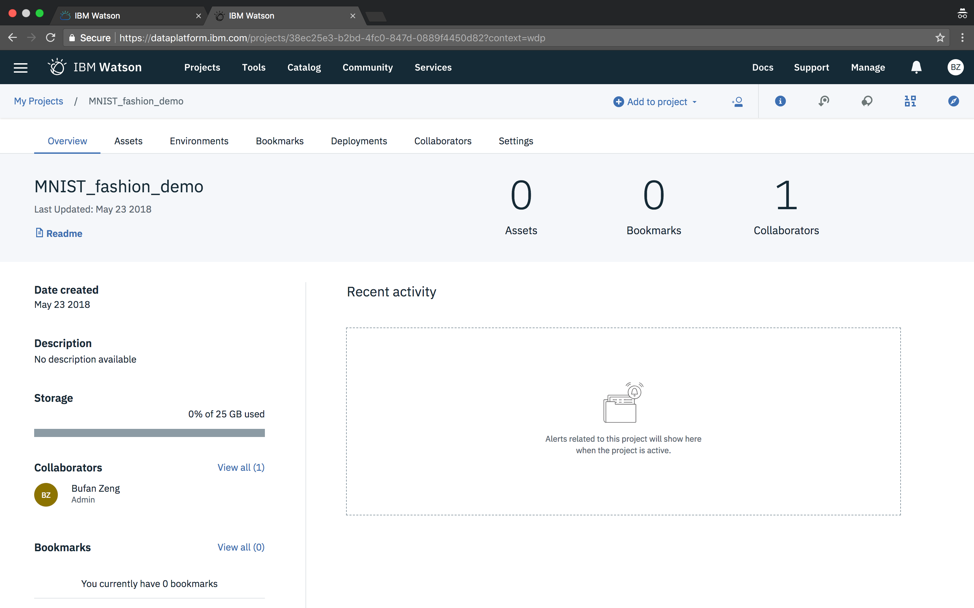 IBM Watson
IBM Watson
Secure https://dataplatform.ibm.com/projects/38ec25e3-b2bd-4fc0-847d-0889f4450d82?context=wdp
IBM Watson Projects Tools Catalog Community Services Docs Support Manage BZ
My Projects / MNIST_fashion_demo Add to project
Overview Assets Environments Bookmarks Deployments Collaborators Settings
MNIST_fashion_demo
Last Updated: May 23 2018
Readme
0 0 1
Assets Bookmarks Collaborators
Date created
May 23 2018
Description
No description available
Storage
0% of 25 GB used
Collaborators View all (1)
BZ Bufan Zeng
Admin
Bookmarks View all (0)
You currently have 0 bookmarks
Recent activity
Alerts related to this project will show here
when the project is active.